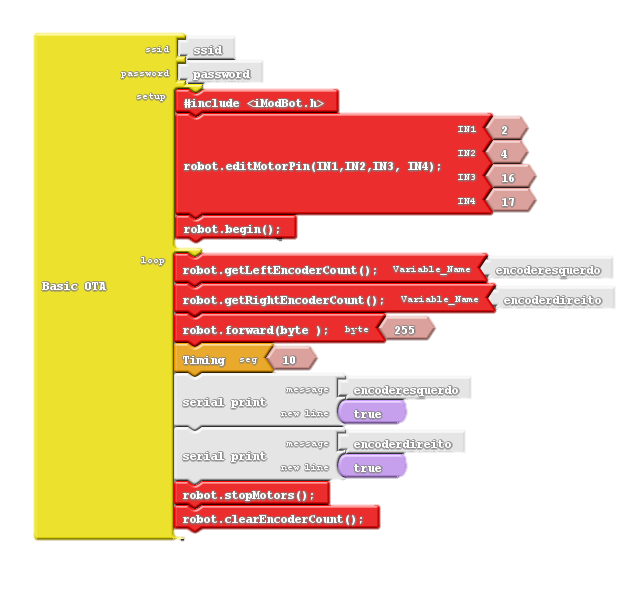 ssid ssid
password password
setup
#include <iModBot.h>
IN1 2
IN2 4
robot.editMotorPin(IN1,IN2,IN3, IN4);
IN3 16
IN4 17
robot.begin();
loop
robot.getLeftEncoderCount(); Variable_Name encoderesquerdo
Basic OTA
robot.getRightEncoderCount(); Variable_Name encoderdireito
robot.forward(byte ); byte 255
Timing seg 10
message encoderesquerdo
serial print
new line true
message encoderdireito
serial print
new line true
robot.stopMotors();
robot.clearEncoderCount();